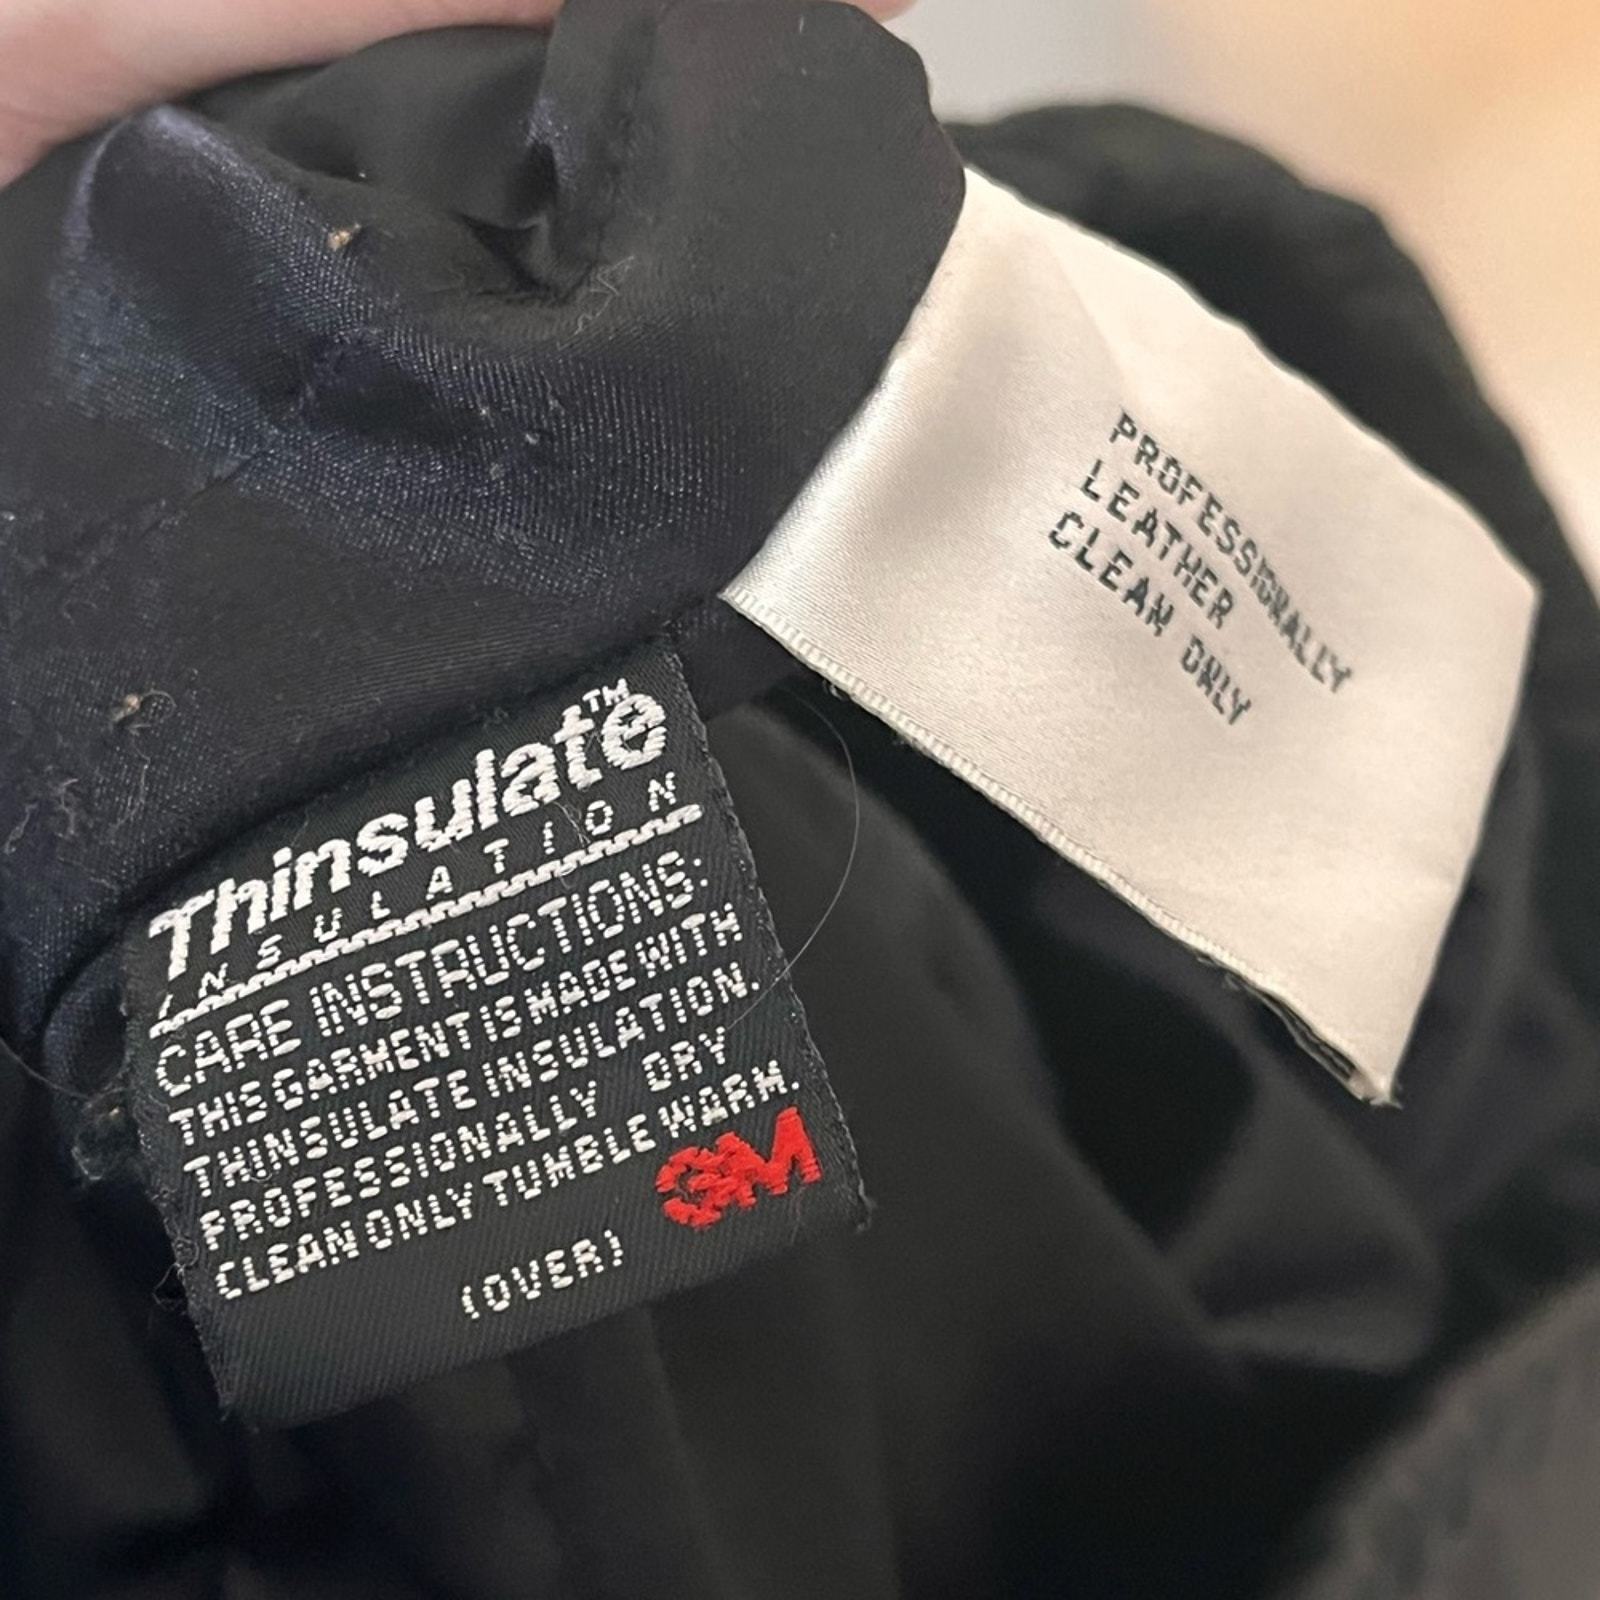 Thinsulate™
INSULATION
CARE INSTRUCTIONS:
THIS GARMENT IS MADE WITH
THINSULATE INSULATION.
PROFESSIONALLY DRY
CLEAN ONLY TUMBLE WARM.
3M
(OVER)
PROFESSIONALLY
LEATHER
CLEAN ONLY